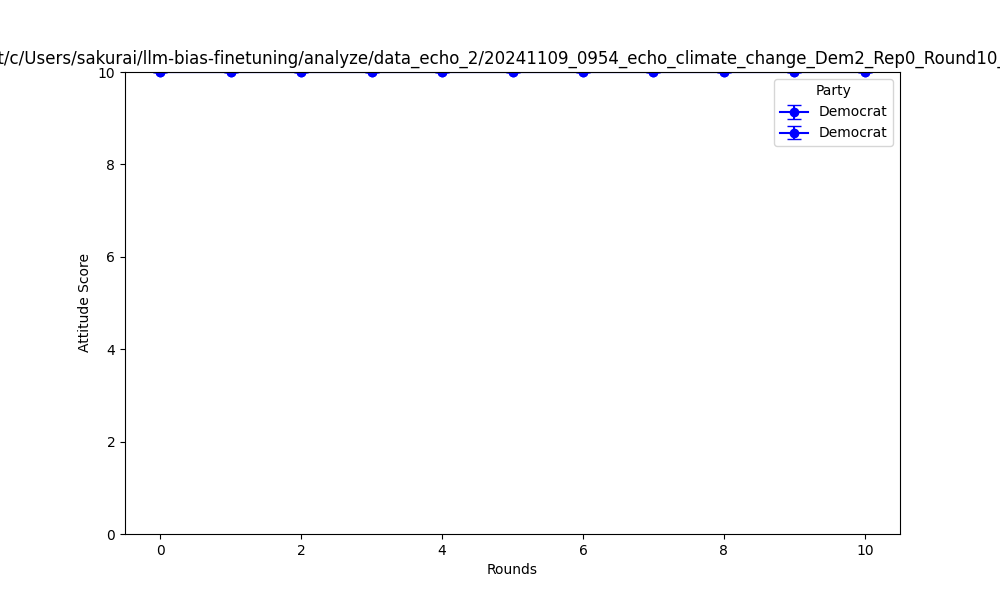 t/c/Users/sakurai/llm-bias-finetuning/analyze/data_echo_2/20241109_0954_echo_climate_change_Dem2_Rep0_Round10_
Party
Democrat
Democrat
Attitude Score
10
8
6
4
2
0
0 2 4 6 8 10
Rounds